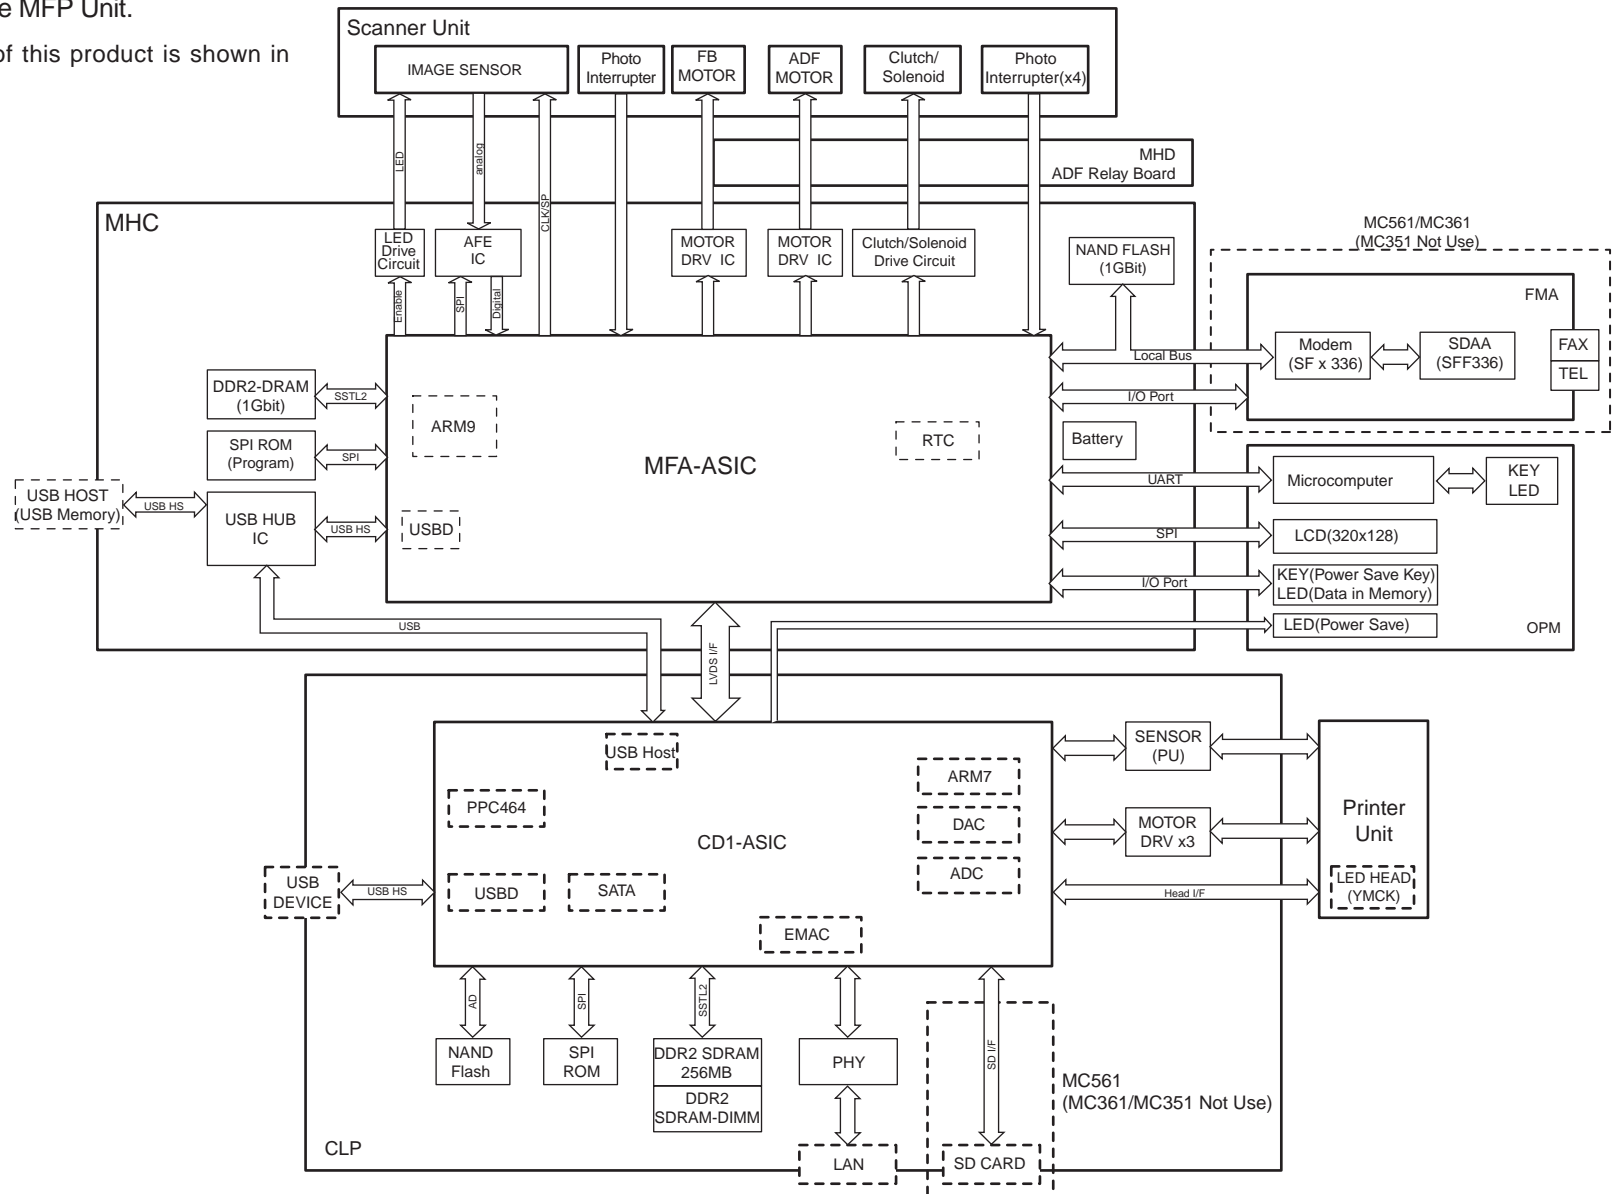 e MFP Unit.
of this product is shown in
Scanner Unit
IMAGE SENSOR
Photo
Interrupter
FB
MOTOR
ADF
MOTOR
Clutch/
Solenoid
Photo
Interrupter(x4)
LED
analog
CLK/SP
MHD
ADF Relay Board
MHC
LED
Drive
Circuit
AFE
IC
MOTOR
DRV IC
MOTOR
DRV IC
Clutch/Solenoid
Drive Circuit
NAND FLASH
(1GBit)
MC561/MC361
(MC351 Not Use)
FMA
Enable
SPI
Digital
Local Bus
Modem
(SF x 336)
SDAA
(SFF336)
FAX
TEL
I/O Port
DDR2-DRAM
(1Gbit)
SSTL2
ARM9
RTC
Battery
SPI ROM
(Program)
SPI
MFA-ASIC
UART
Microcomputer
KEY
LED
USB HOST
(USB Memory)
USB HS
USB HUB
IC
USB HS
USBD
SPI
LCD(320x128)
I/O Port
KEY(Power Save Key)
LED(Data in Memory)
USB
LED(Power Save)
OPM
LVDS I/F
USB Host
SENSOR
(PU)
ARM7
PPC464
DAC
CD1-ASIC
MOTOR
DRV x3
Printer
Unit
ADC
USB
DEVICE
USB HS
USBD
SATA
Head I/F
LED HEAD
(YMCK)
EMAC
AD
SPI
SSTL2
SD I/F
NAND
Flash
SPI
ROM
DDR2 SDRAM
256MB
DDR2
SDRAM-DIMM
PHY
MC561
(MC361/MC351 Not Use)
CLP
LAN
SD CARD